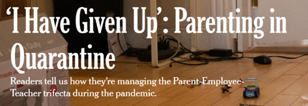 ‘I Have Given Up’: Parenting in
Quarantine
Readers tell us how they're managing the Parent-Employee-
Teacher trifecta during the pandemic.